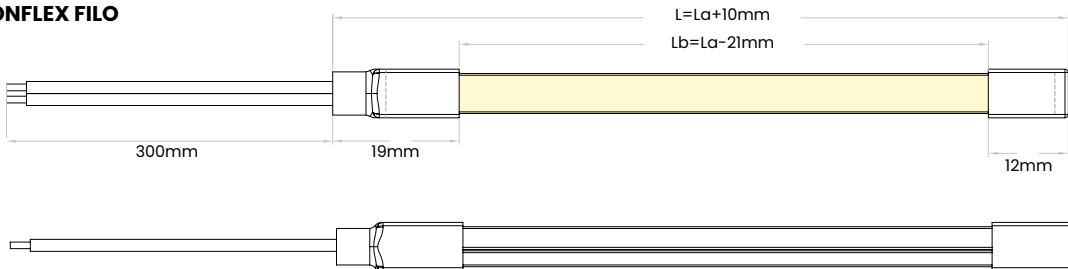 ONFLEX FILO
L=La+10mm
Lb=La-21mm
300mm
19mm
12mm